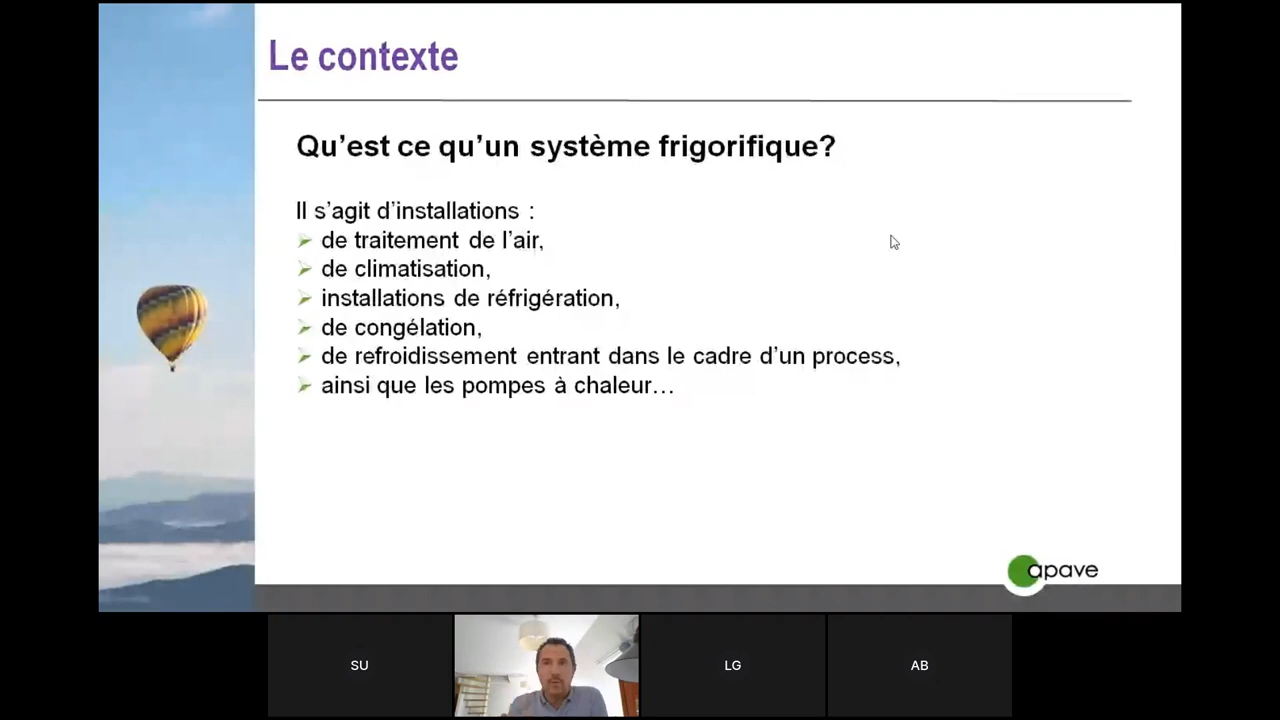 Le contexte
Qu’est ce qu’un système frigorifique?
Il s’agit d’installations :
de traitement de l’air,
de climatisation,
installations de réfrigération,
de congélation,
de refroidissement entrant dans le cadre d’un process,
ainsi que les pompes à chaleur…
apave
SU
LG
AB